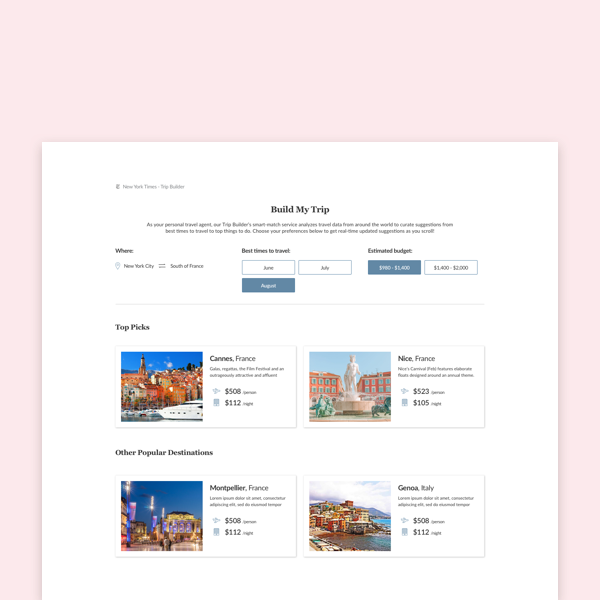 New York Times - Trip Builder
Build My Trip
As your personal travel agent, our Trip Builder's smart-match service analyzes travel data from around the world to curate suggestions from
best times to travel to top things to do. Choose your preferences below to get real-time updated suggestions as you scroll!
Where:
New York City
South of France
Best times to travel:
June
July
August
Estimated budget:
$980 - $1,400
$1,400 - $2,000
Top Picks
Cannes, France
Galas, regattas, the Film Festival and an
outrageously attractive and affluent
$508 /person
$112 /night
Nice, France
Nice's Carnival (Feb) features elaborate
floats designed around an annual theme.
$523 /person
$105 /night
Other Popular Destinations
Montpellier, France
Lorem ipsum dolor sit amet, consectetur
adipiscing elit, sed do eiusmod tempor
$508 /person
$112 /night
Genoa, Italy
Lorem ipsum dolor sit amet, consectetur
adipiscing elit, sed do eiusmod tempor
$508 /person
$112 /night